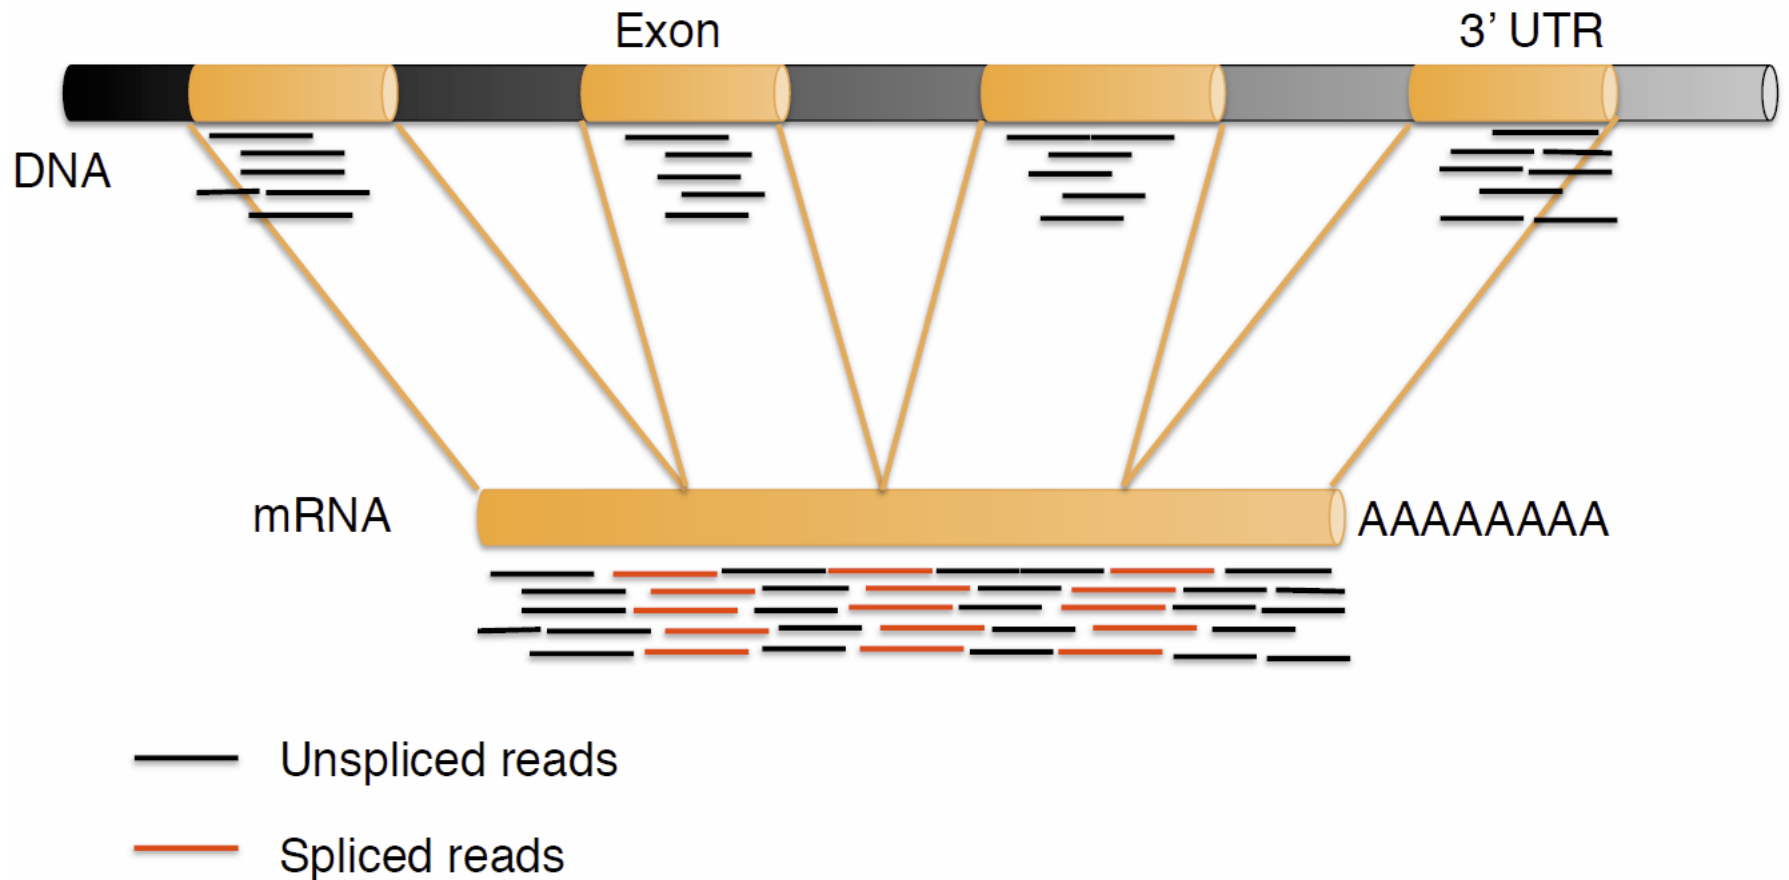 Exon
3’ UTR
DNA
mRNA
AAAAAAAA
Unspliced reads
Spliced reads